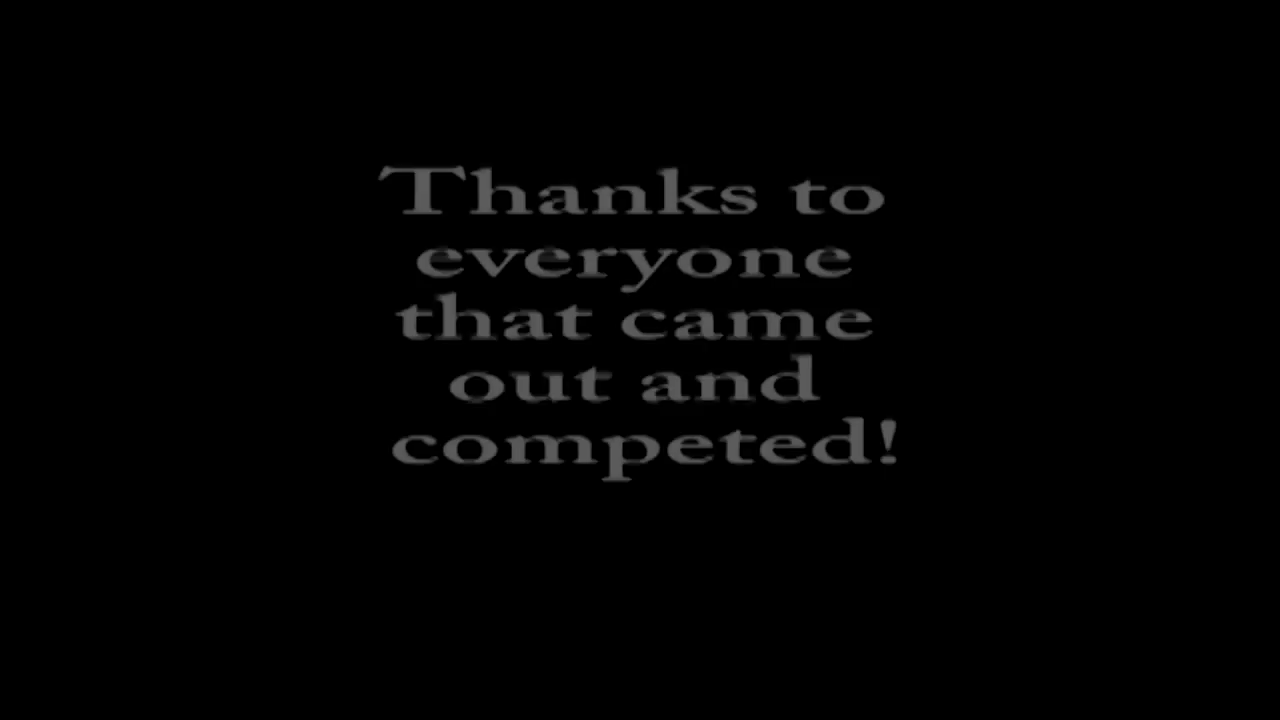 Thanks to
everyone
that came
out and
competed!